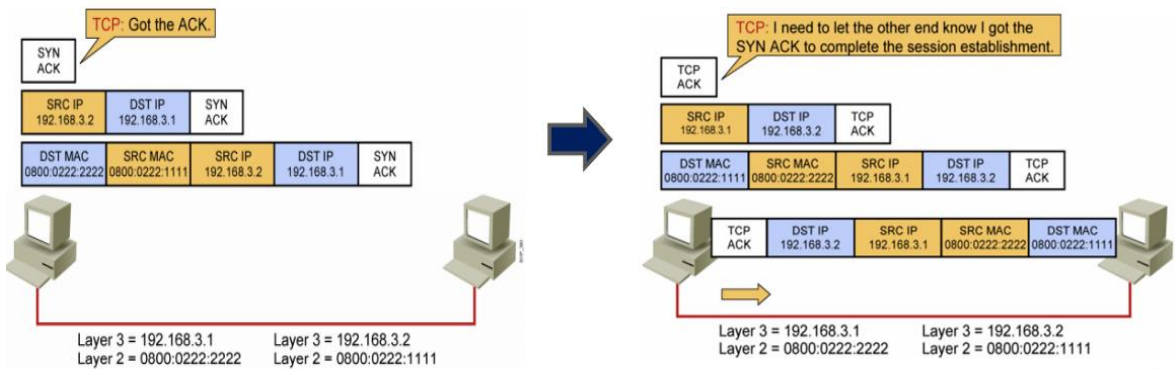 TCP: Got the ACK.
SYN
ACK
SRC IP
192.168.3.2
DST IP
192.168.3.1
SYN
ACK
DST MAC
0800:0222:2222
SRC MAC
0800:0222:1111
SRC IP
192.168.3.2
DST IP
192.168.3.1
SYN
ACK
Layer 3 = 192.168.3.1
Layer 2 = 0800:0222:2222
Layer 3 = 192.168.3.2
Layer 2 = 0800:0222:1111
TCP: I need to let the other end know I got the
SYN ACK to complete the session establishment.
TCP
ACK
SRC IP
192.168.3.1
DST IP
192.168.3.2
TCP
ACK
DST MAC
0800:0222:1111
SRC MAC
0800:0222:2222
SRC IP
192.168.3.1
DST IP
192.168.3.2
TCP
ACK
TCP
ACK
DST IP
192.168.3.2
SRC IP
192.168.3.1
SRC MAC
0800:0222:2222
DST MAC
0800:0222:1111
Layer 3 = 192.168.3.1
Layer 2 = 0800:0222:2222
Layer 3 = 192.168.3.2
Layer 2 = 0800:0222:1111